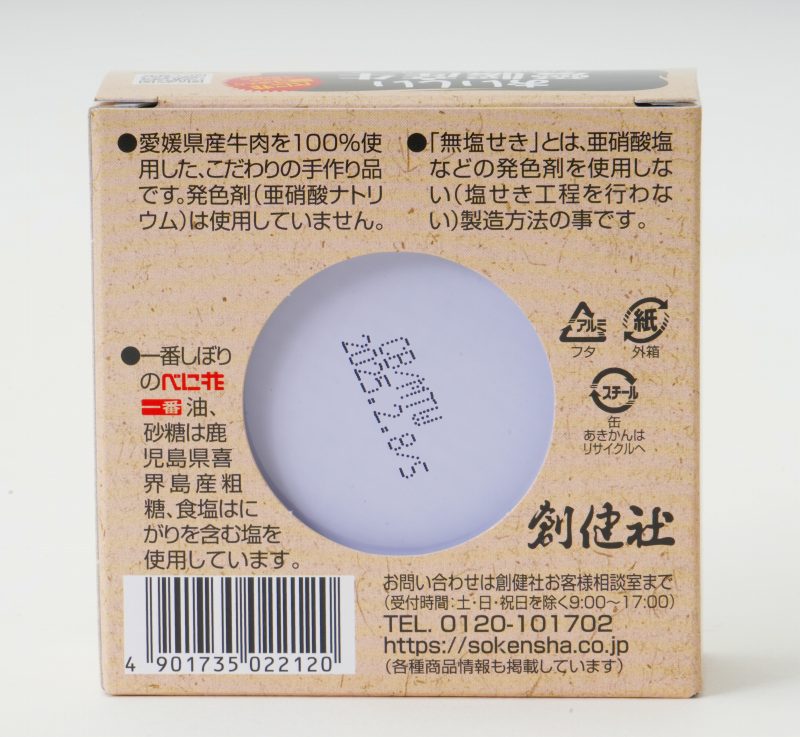 ●愛媛県産牛肉を100%使
用した、こだわりの手作り品
です。発色剤(亜硝酸ナトリ
ウム)は使用していません。
●「無塩せき」とは、亜硝酸塩
などの発色剤を使用しな
い(塩せき工程を行わな
い)製造方法の事です。
●一番しぼり
のべに花
一番油、
砂糖は鹿
児島県喜
界島産粗
糖、食塩はに
がりを含む塩を
使用しています。
アルミ
フタ
紙
外箱
スチール
缶
あきかんは
リサイクルへ
創健社
お問い合わせは創健社お客様相談室まで
(受付時間:土・日・祝日を除く9:00〜17:00)
TEL. 0120-101702
https://sokensha.co.jp
(各種商品情報も掲載しています)
4 901735 022120